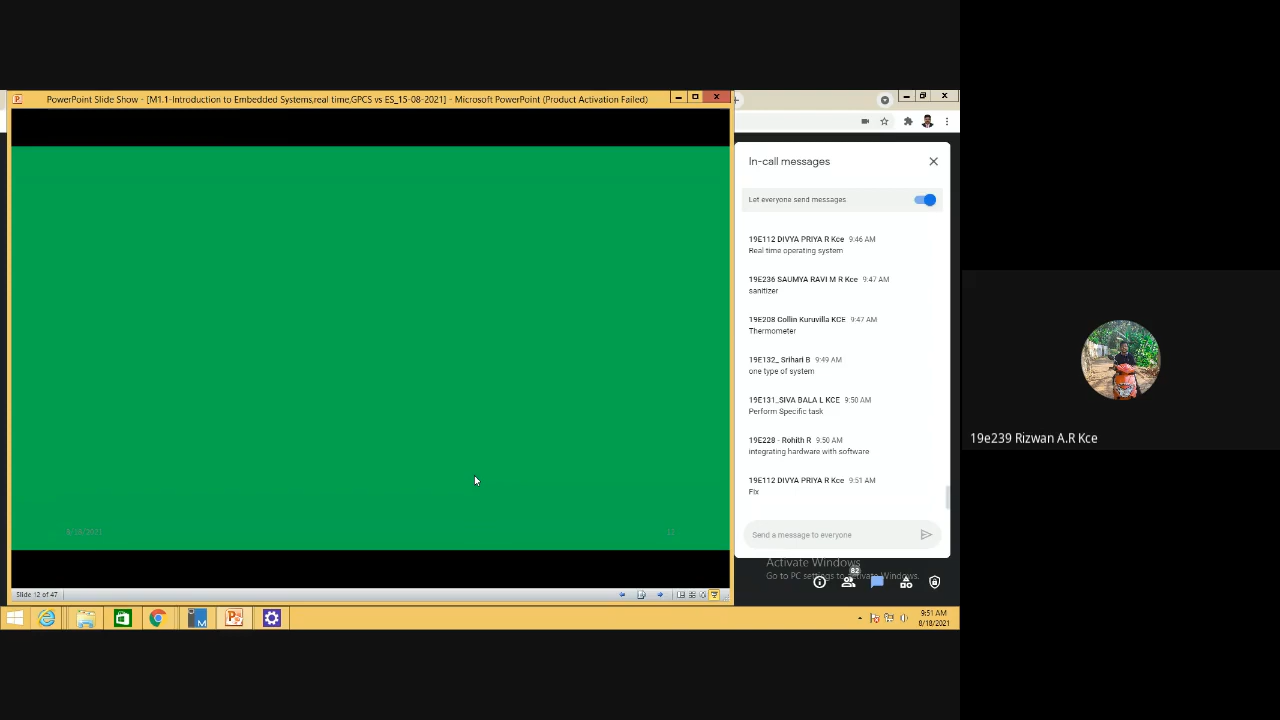 PowerPoint Slide Show - [M1.1-Introduction to Embedded Systems,real time,GPCS vs ES_15-08-2021] - Microsoft PowerPoint (Product Activation Failed)
8/18/2021
12
Slide 12 of 47
In-call messages
Let everyone send messages
19E112 DIVYA PRIYA R Kce 9:46 AM
Real time operating system
19E236 SAUMYA RAVI M R Kce 9:47 AM
sanitizer
19E208 Collin Kuruvilla KCE 9:47 AM
Thermometer
19E132_ Srihari B 9:49 AM
one type of system
19E131_SIVA BALA L KCE 9:50 AM
Perform Specific task
19E228 - Rohith R 9:50 AM
integrating hardware with software
19E112 DIVYA PRIYA R Kce 9:51 AM
Fix
Send a message to everyone
Activate Windows
Go to PC settings to activate Windows.
82
9:51 AM
8/18/2021
19e239 Rizwan A.R Kce